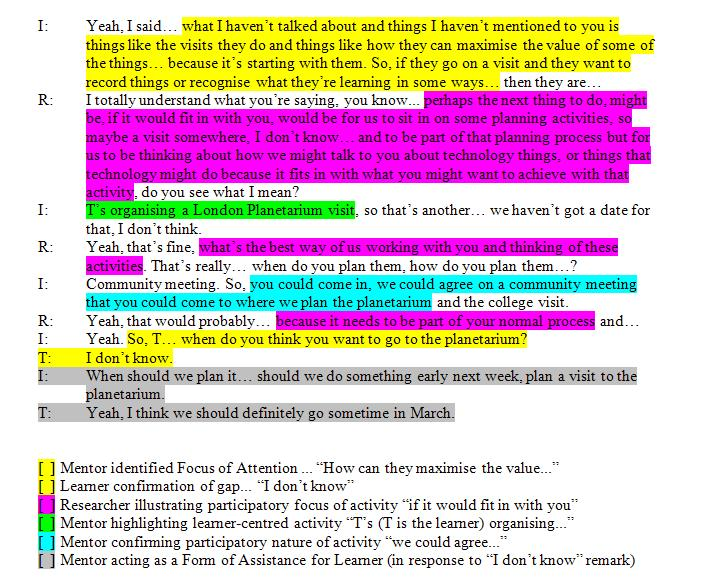 I: Yeah, I said… what I haven't talked about and things I haven't mentioned to you is
things like the visits they do and things like how they can maximise the value of some of
the things… because it's starting with them. So, if they go on a visit and they want to
record things or recognise what they're learning in some ways… then they are…
R: I totally understand what you're saying, you know... perhaps the next thing to do, might
be, if it would fit in with you, would be for us to sit in on some planning activities, so
maybe a visit somewhere, I don't know… and to be part of that planning process but for
us to be thinking about how we might talk to you about technology things, or things that
technology might do because it fits in with what you might want to achieve with that
activity, do you see what I mean?
I: T's organising a London Planetarium visit, so that's another… we haven't got a date for
that, I don't think.
R: Yeah, that's fine, what's the best way of us working with you and thinking of these
activities. That's really… when do you plan them, how do you plan them…?
I: Community meeting. So, you could come in, we could agree on a community meeting
that you could come to where we plan the planetarium and the college visit.
R: Yeah, that would probably… because it needs to be part of your normal process and…
I: Yeah. So, T… when do you think you want to go to the planetarium?
T: I don't know.
I: When should we plan it… should we do something early next week, plan a visit to the
planetarium.
T: Yeah, I think we should definitely go sometime in March.
[ ] Mentor identified Focus of Attention ... “How can they maximise the value...”
[ ] Learner confirmation of gap... “I don't know”
[ ] Researcher illustrating participatory focus of activity “if it would fit in with you”
[ ] Mentor highlighting learner-centred activity “T's (T is the learner) organising...”
[ ] Mentor confirming participatory nature of activity “we could agree...”
[ ] Mentor acting as a Form of Assistance for Learner (in response to “I don't know” remark)